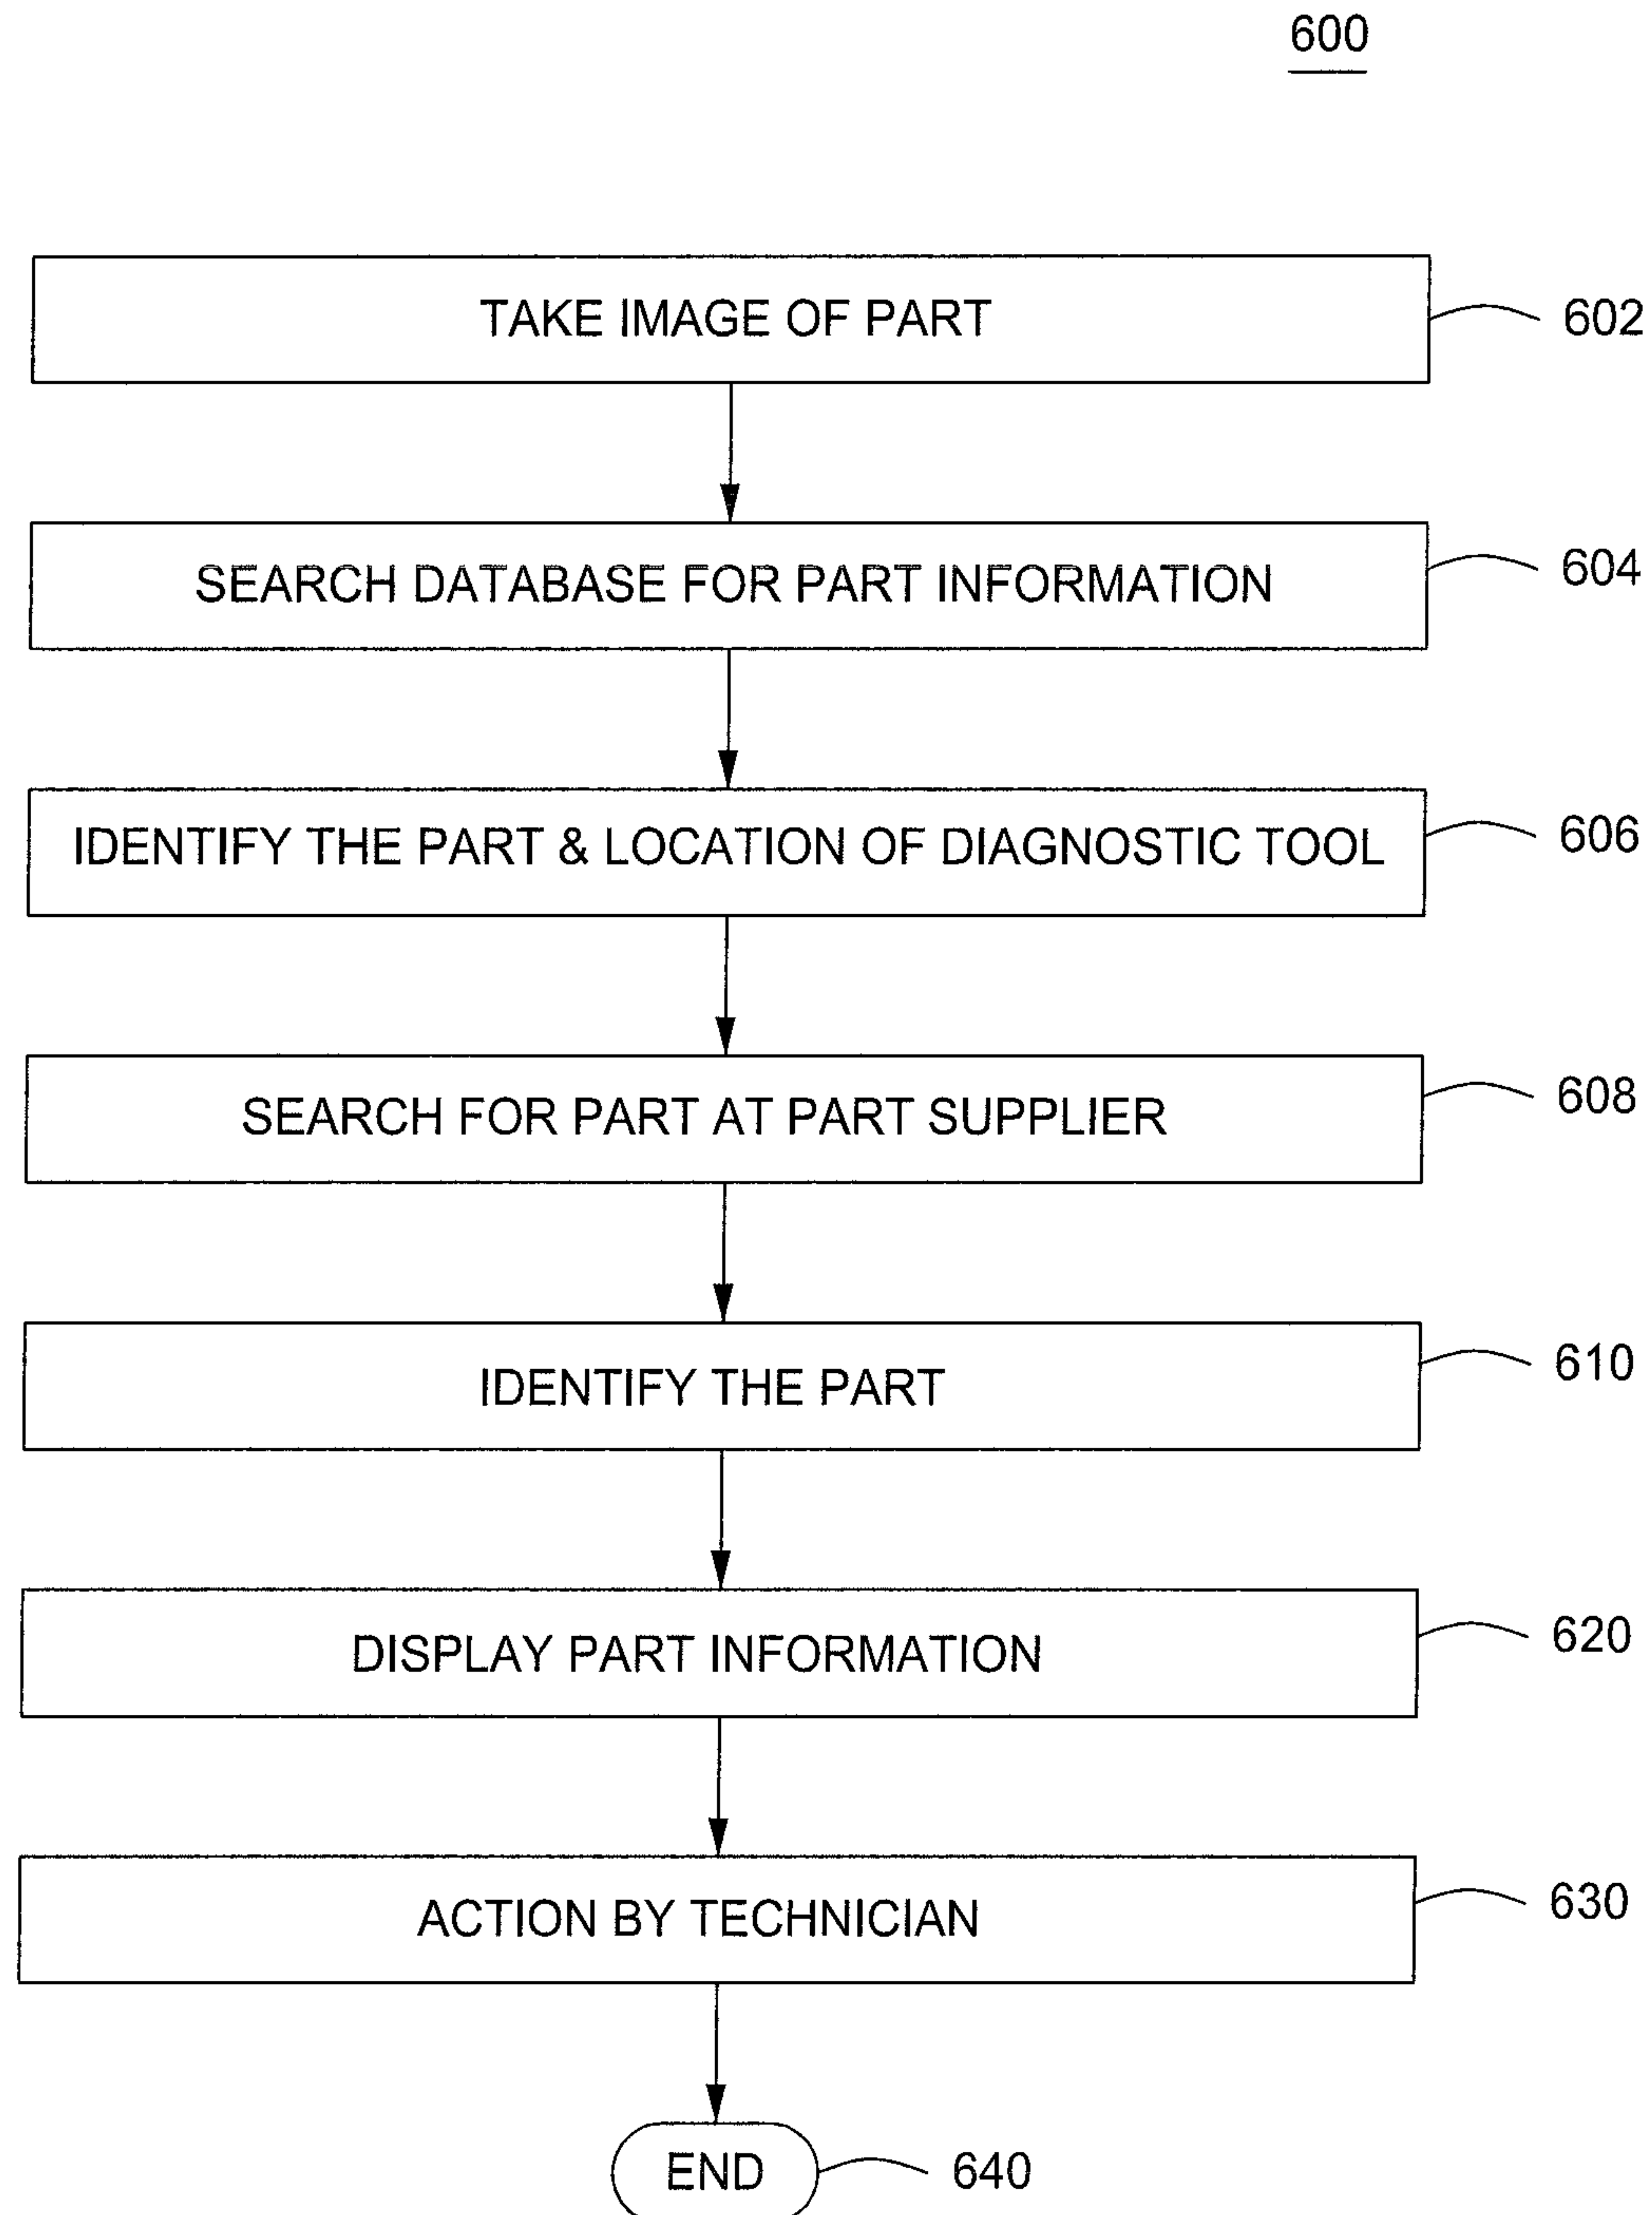 600
TAKE IMAGE OF PART
602
SEARCH DATABASE FOR PART INFORMATION
604
IDENTIFY THE PART & LOCATION OF DIAGNOSTIC TOOL
606
SEARCH FOR PART AT PART SUPPLIER
608
IDENTIFY THE PART
610
DISPLAY PART INFORMATION
620
ACTION BY TECHNICIAN
630
END
640